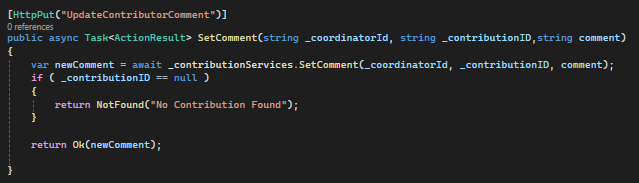 [HttpPut("UpdateContributorComment")]
0 references
public async Task<ActionResult> SetComment(string _coordinatorId, string _contributionID,string comment)
{
var newComment = await _contributionServices.SetComment(_coordinatorId, _contributionID, comment);
if ( _contributionID == null )
{
return NotFound("No Contribution Found");
}
return Ok(newComment);
}